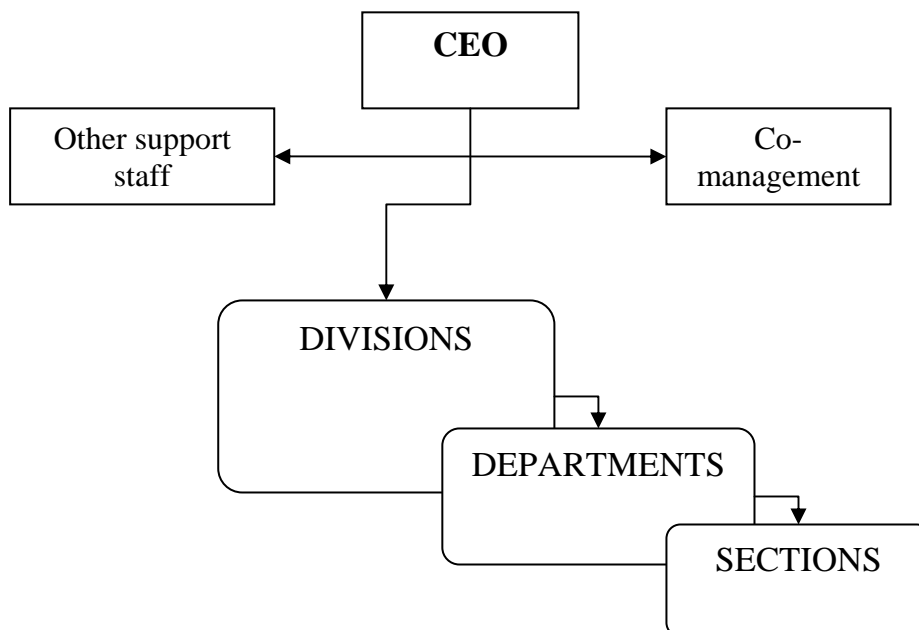 CEO
Other support
staff
Co-
management
DIVISIONS
DEPARTMENTS
SECTIONS